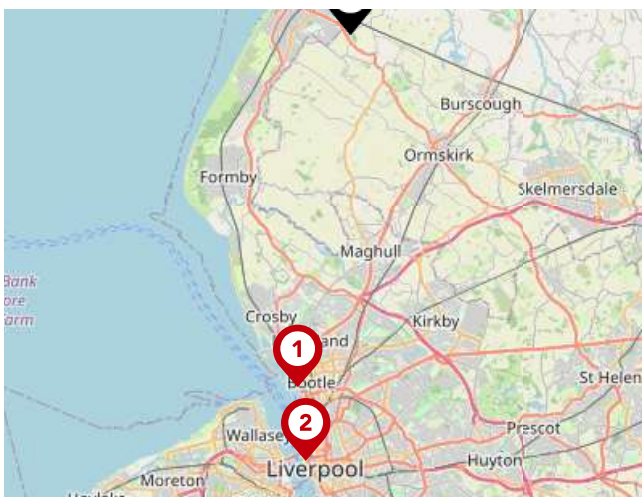 Burscough
Ormskirk
Formby
Skelmersdale
Maghull
Bank
ore
arm
Crosby
Kirkby
and
1
Bootle
St Helen
2
Wallasey
Prescot
Liverpool
Huyton
Moreton